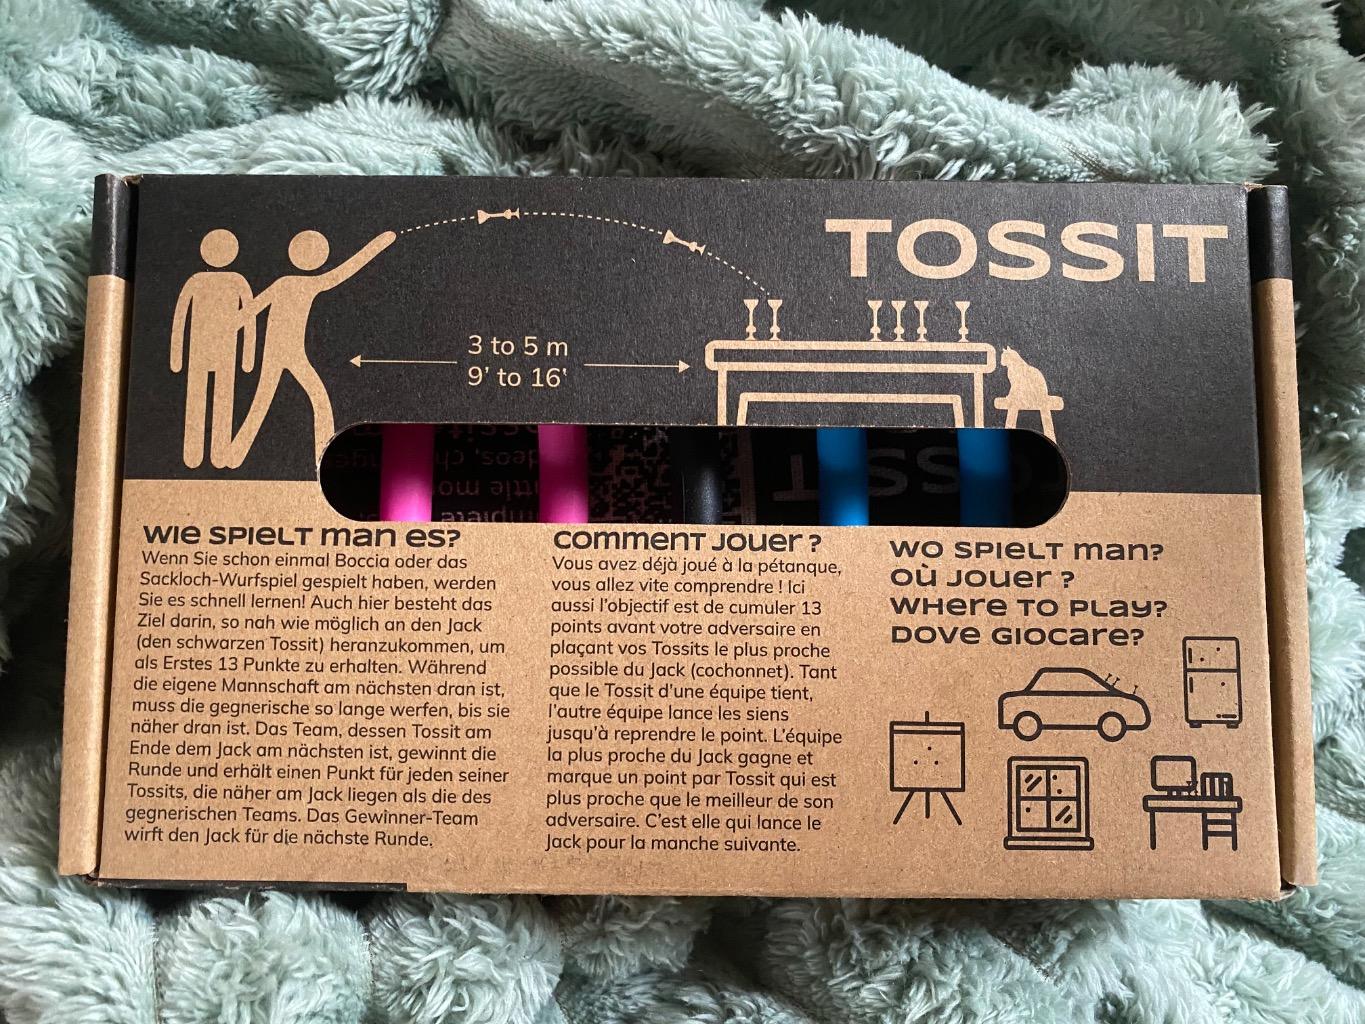 TOSSIT
3 to 5 m
9' to 16'
WIE SPIELT MAN ES?
Wenn Sie schon einmal Boccia oder das
Sackloch-Wurfspiel gespielt haben, werden
Sie es schnell lernen! Auch hier besteht das
Ziel darin, so nah wie möglich an den Jack
(den schwarzen Tossit) heranzukommen, um
als Erstes 13 Punkte zu erhalten. Während
die eigene Mannschaft am nächsten dran ist,
muss die gegnerische so lange werfen, bis sie
näher dran ist. Das Team, dessen Tossit am
Ende dem Jack am nächsten ist, gewinnt die
Runde und erhält einen Punkt für jeden seiner
Tossits, die näher am Jack liegen als die des
gegnerischen Teams. Das Gewinner-Team
wirft den Jack für die nächste Runde.
COMMENT JOUER ?
Vous avez déjà joué à la pétanque,
vous allez vite comprendre ! Ici
aussi l'objectif est de cumuler 13
points avant votre adversaire en
plaçant vos Tossits le plus proche
possible du Jack (cochonnet). Tant
que le Tossit d'une équipe tient,
l'autre équipe lance les siens
jusqu'à reprendre le point. L'équipe
la plus proche du Jack gagne et
marque un point par Tossit qui est
plus proche que le meilleur de son
adversaire. C'est elle qui lance le
Jack pour la manche suivante.
WO SPIELT MAN?
OÙ JOUER ?
WHERE TO PLAY?
DOVE GIOCARE?